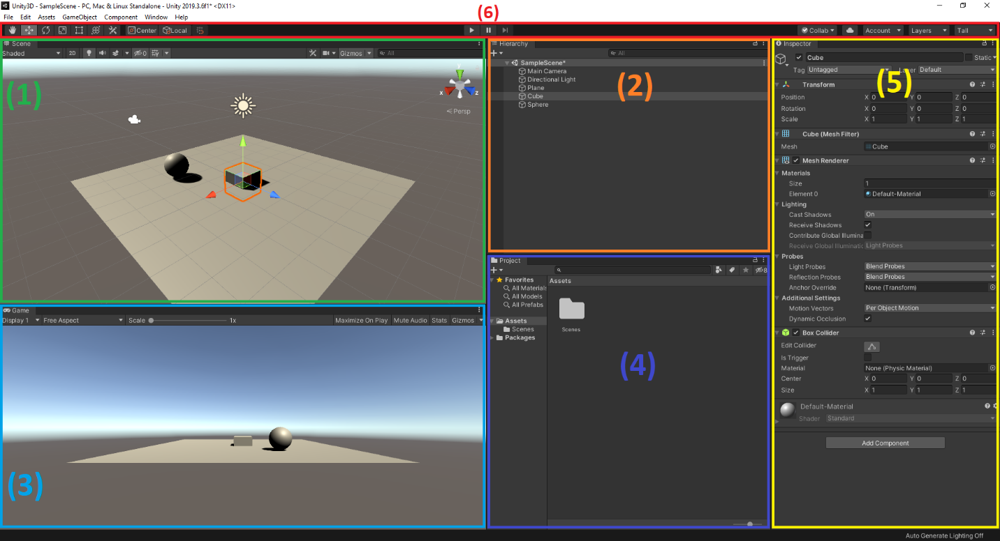 Unity3D - SampleScene - PC, Mac & Linux Standalone - Unity 2019.3.6f1* <DX11>
File Edit Assets GameObject Component Window Help
(6)
Center Local
Collab Account Layers Tall
Scene
Shaded 2D 0 Gizmos All
(1)
y
x z
Persp
Hierarchy
All
SampleScene*
Main Camera
Directional Light
Plane
Cube
Sphere
(2)
Game
Display 1 Free Aspect Scale 1x Maximize On Play Mute Audio Stats Gizmos
(3)
Project
8
Favorites
All Materials
All Models
All Prefabs
Assets
Scenes
Packages
Assets
Scenes
(4)
Inspector
Cube Static
Tag Untagged Layer Default
(5)
Transform
Position X 0 Y 0 Z 0
Rotation X 0 Y 0 Z 0
Scale X 1 Y 1 Z 1
Cube (Mesh Filter)
Mesh Cube
Mesh Renderer
Materials
Size 1
Element 0 Default-Material
Lighting
Cast Shadows On
Receive Shadows
Contribute Global Illumina
Receive Global Illuminatic Light Probes
Probes
Light Probes Blend Probes
Reflection Probes Blend Probes
Anchor Override None (Transform)
Additional Settings
Motion Vectors Per Object Motion
Dynamic Occlusion
Box Collider
Edit Collider
Is Trigger
Material None (Physic Material)
Center X 0 Y 0 Z 0
Size X 1 Y 1 Z 1
Default-Material
Shader Standard
Add Component
Auto Generate Lighting Off